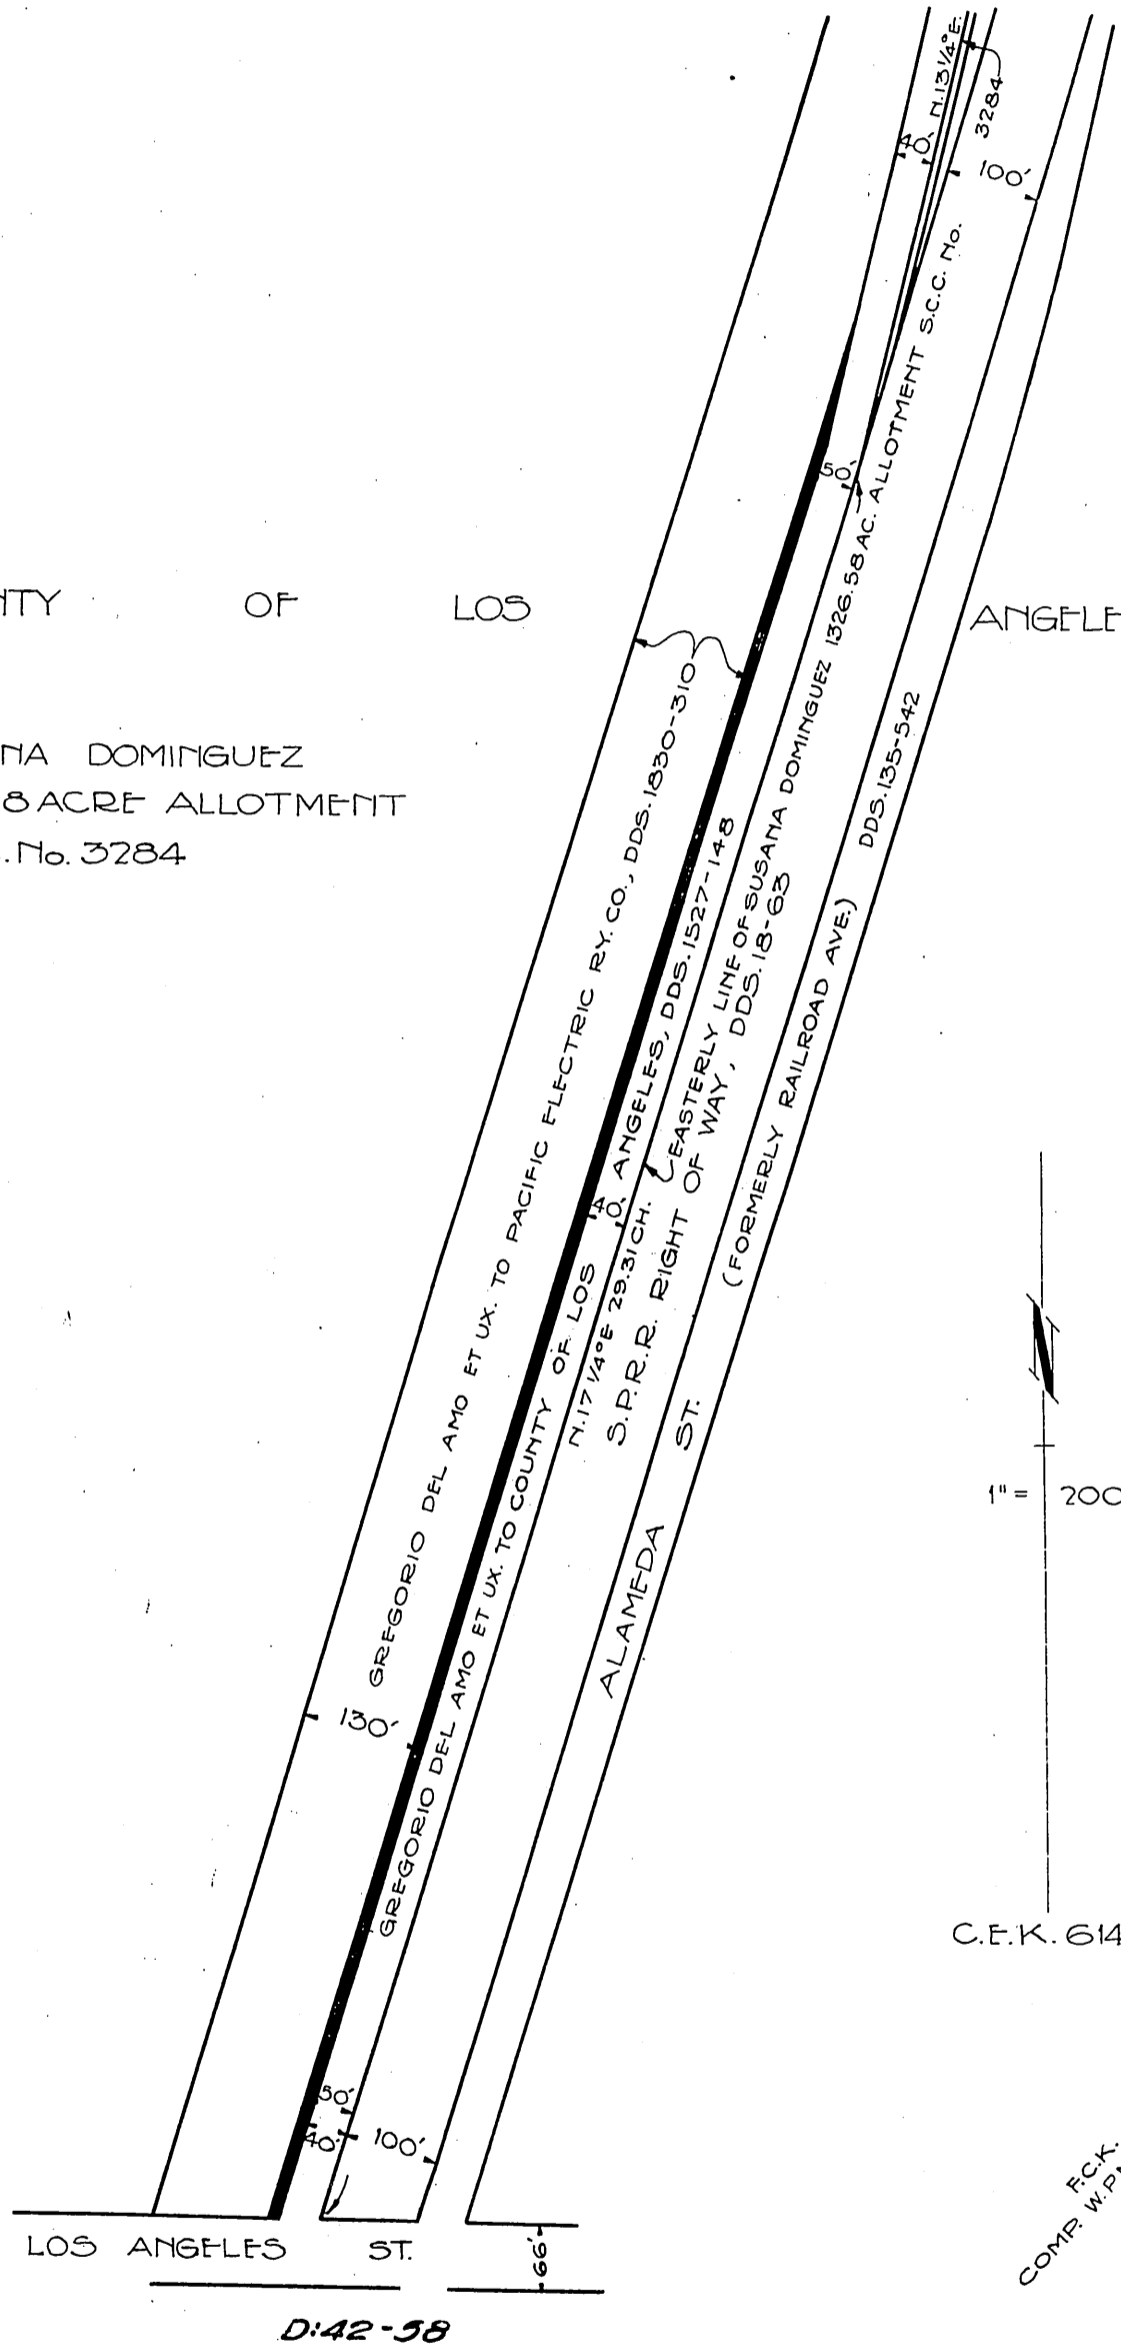 N.13 1/4° E.
3284
40'
100'
50'
NTY OF LOS ANGELE
NA DOMINGUEZ
8 ACRE ALLOTMENT
.No. 3284
GREGORIO DEL AMO ET UX. TO PACIFIC ELECTRIC RY. CO., DDS. 1830-310
GREGORIO DEL AMO ET UX. TO COUNTY OF LOS ANGELES, DDS. 1527-148
40'
N.17 1/4° E 29.31 CH.
EASTERLY LINE OF SUSANA DOMINGUEZ 1326.58 AC. ALLOTMENT S.C.C. No.
S.P.R.R. RIGHT OF WAY, DDS. 18-63
ALAMEDA ST. (FORMERLY RAILROAD AVE.) DDS. 135-542
N
1" = 200
130'
C.E.K. 614
50'
40'
100'
F.C.K.
COMP. W.P.
LOS ANGELES ST.
66'
D:42-58